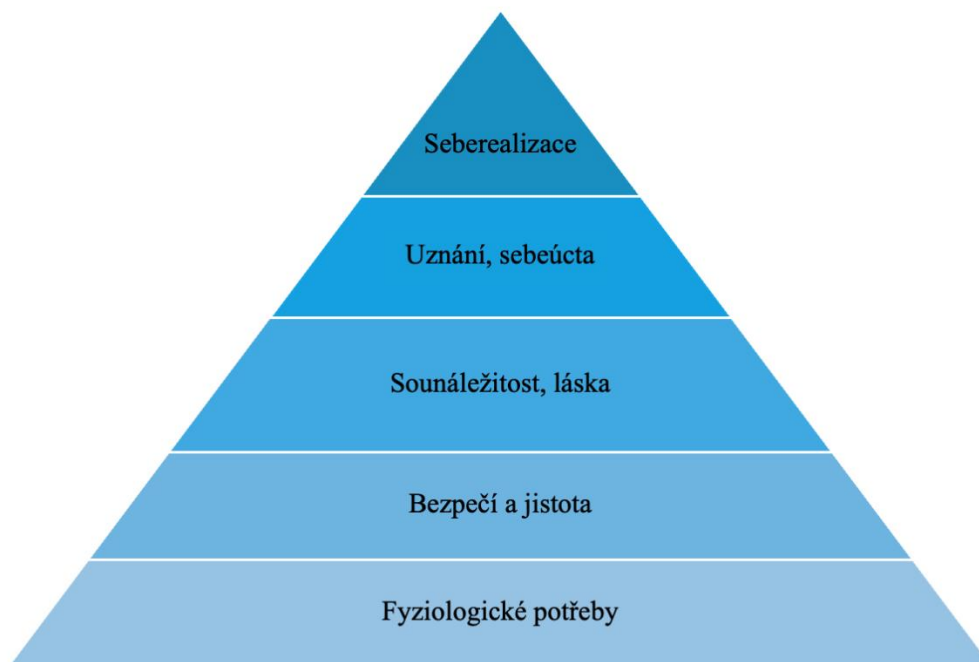 Seberealizace
Uznání, sebeúcta
Sounáležitost, láska
Bezpečí a jistota
Fyziologické potřeby